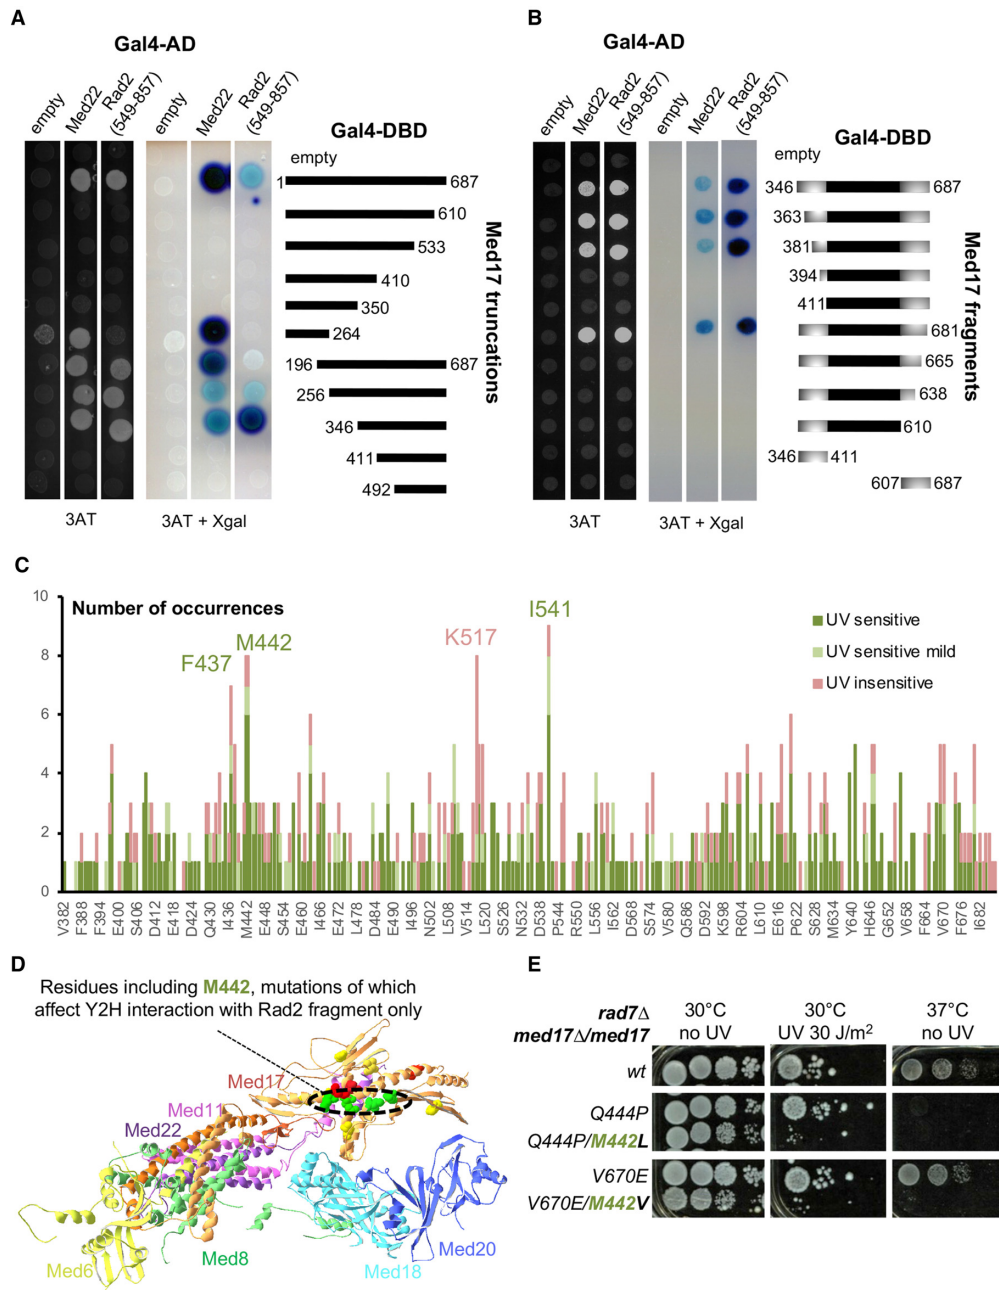 A
Gal4-AD
empty
Med22
Rad2
(549-857)
empty
Med22
Rad2
(549-857)
Gal4-DBD
empty
1
687
610
533
410
350
264
196
687
256
346
411
492
Med17 truncations
3AT
3AT + Xgal
B
Gal4-AD
empty
Med22
Rad2
(549-857)
empty
Med22
Rad2
(549-857)
Gal4-DBD
empty
346
687
363
381
394
411
681
665
638
610
346
411
607
687
Med17 fragments
3AT
3AT + Xgal
C
Number of occurrences
10
8
6
4
2
0
F437
M442
K517
I541
UV sensitive
UV sensitive mild
UV insensitive
V382
F388
F394
E400
S406
D412
E418
D424
Q430
I436
M442
E448
S454
E460
I466
E472
L478
D484
E490
I496
N502
L508
V514
L520
S526
N532
D538
P544
R550
L556
I562
D568
S574
V580
Q586
D592
K598
R604
L610
E616
P622
S628
M634
Y640
H646
G652
V658
F664
V670
F676
I682
D
Residues including M442, mutations of which
affect Y2H interaction with Rad2 fragment only
Med17
Med11
Med22
Med6
Med8
Med18
Med20
E
rad7Δ
med17Δ/med17
30°C
no UV
30°C
UV 30 J/m²
37°C
no UV
wt
Q444P
Q444P/M442L
V670E
V670E/M442V